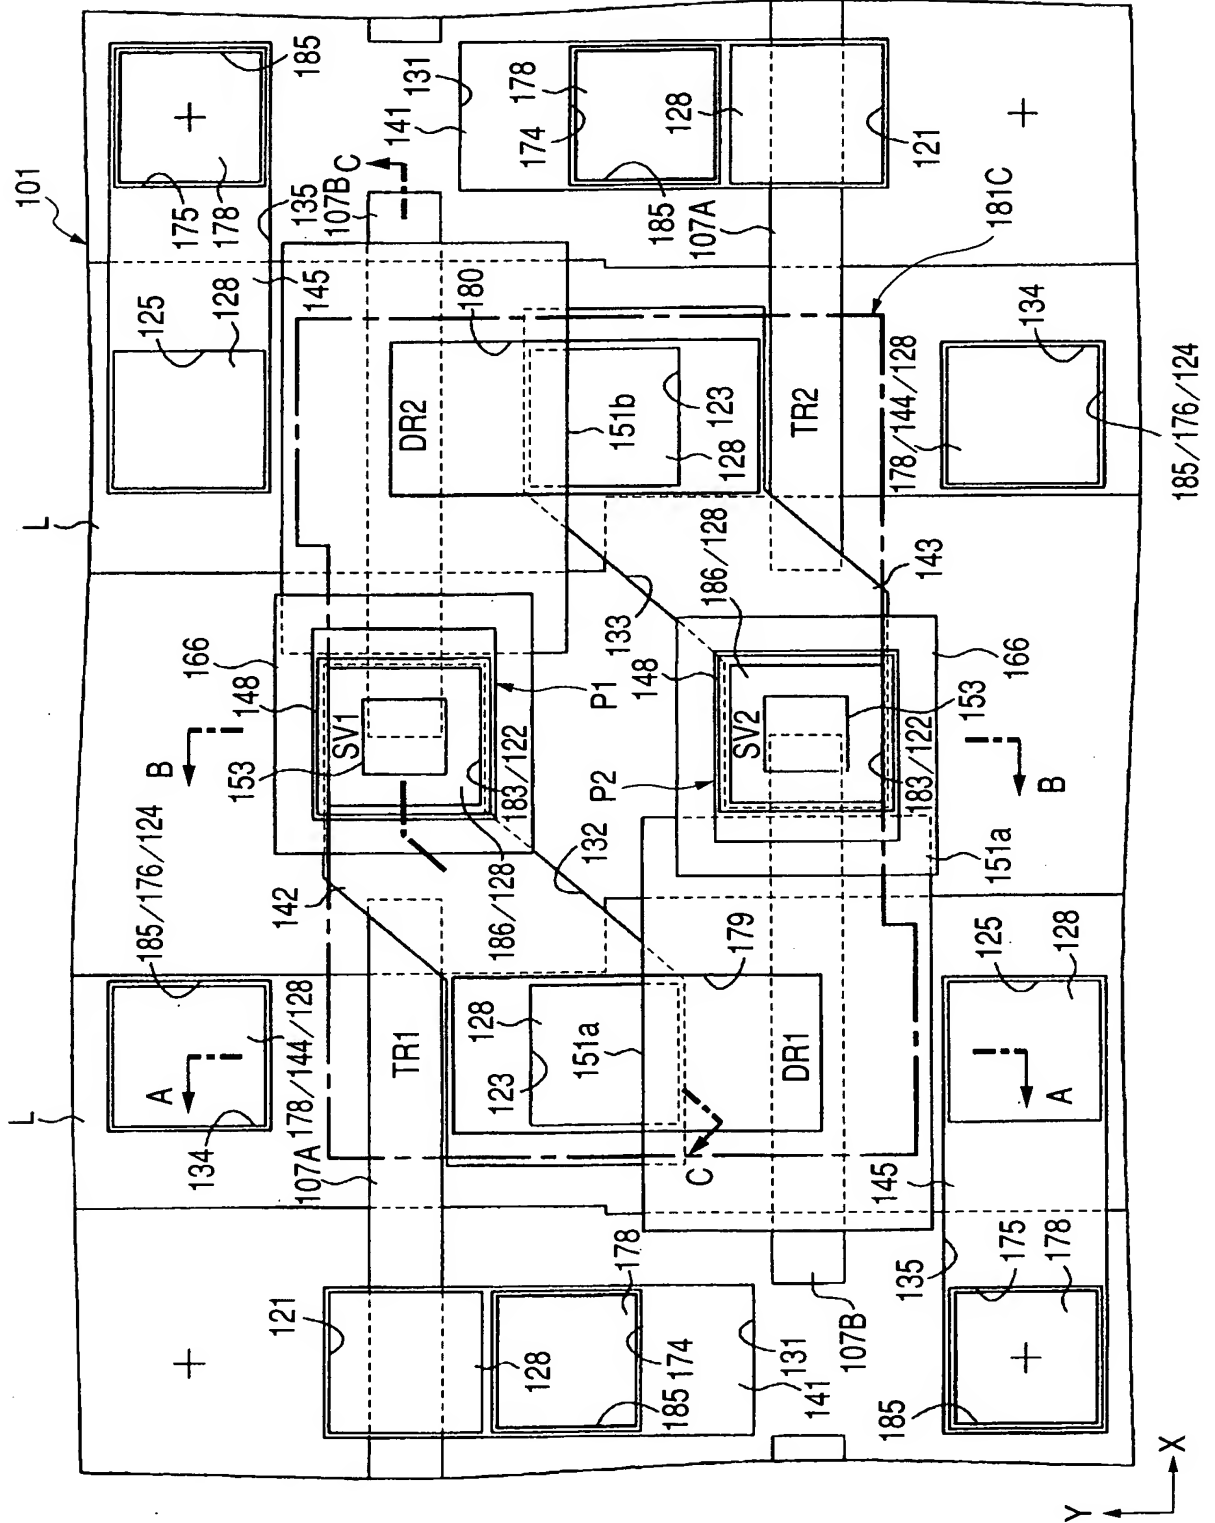 L
101
185
175
178
135
125
128
145
107B
C
141
131
174
178
128
185
107A
121
181C
180
DR2
151b
123
128
TR2
134
178/144/128
185/176/124
166
148
SV1
153
B
P1
183/122
133
186/128
143
148
SV2
153
166
P2
183/122
B
132
151a
186/128
142
185/176/124
L
A
178/144/128
134
107A
TR1
128
123
151a
179
DR1
C
125
128
A
145
121
128
178
174
185
131
141
107B
135
175
178
185
Y
X